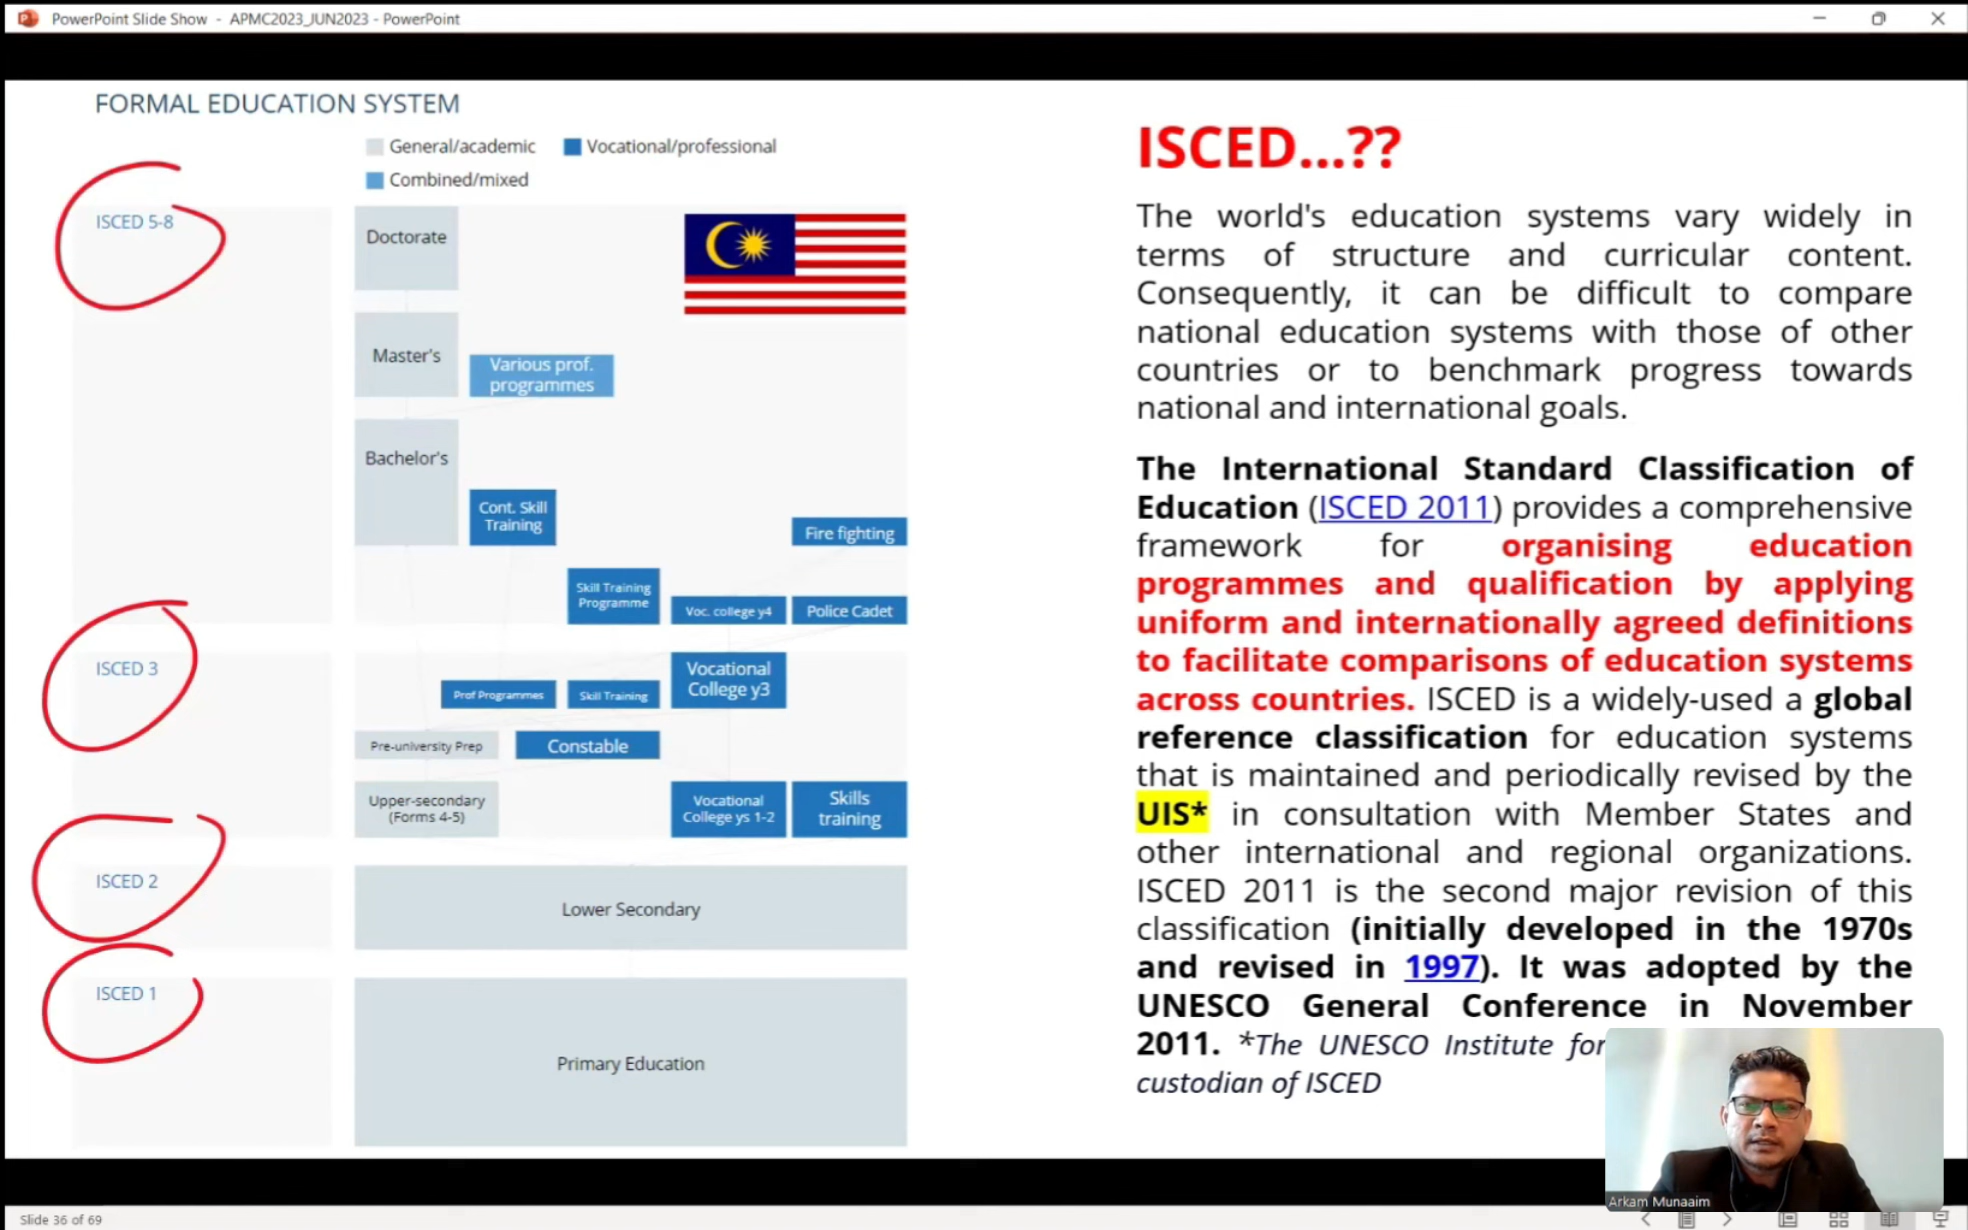 PowerPoint Slide Show - APMC2023_JUN2023 - PowerPoint
FORMAL EDUCATION SYSTEM
General/academic
Vocational/professional
Combined/mixed
ISCED 5-8
Doctorate
Master's
Various prof.
programmes
Bachelor's
Cont. Skill
Training
Fire fighting
Skill Training
Programme
Voc. college y4
Police Cadet
ISCED 3
Vocational
College y3
Prof Programmes
Skill Training
Pre-university Prep
Constable
Upper-secondary
(Forms 4-5)
Vocational
College ys 1-2
Skills
training
ISCED 2
Lower Secondary
ISCED 1
Primary Education
ISCED...??
The world's education systems vary widely in
terms of structure and curricular content.
Consequently, it can be difficult to compare
national education systems with those of other
countries or to benchmark progress towards
national and international goals.
The International Standard Classification of
Education (ISCED 2011) provides a comprehensive
framework for organising education
programmes and qualification by applying
uniform and internationally agreed definitions
to facilitate comparisons of education systems
across countries. ISCED is a widely-used a global
reference classification for education systems
that is maintained and periodically revised by the
UIS* in consultation with Member States and
other international and regional organizations.
ISCED 2011 is the second major revision of this
classification (initially developed in the 1970s
and revised in 1997). It was adopted by the
UNESCO General Conference in November
2011. *The UNESCO Institute for
custodian of ISCED
Arkam Munaaim
Slide 36 of 69